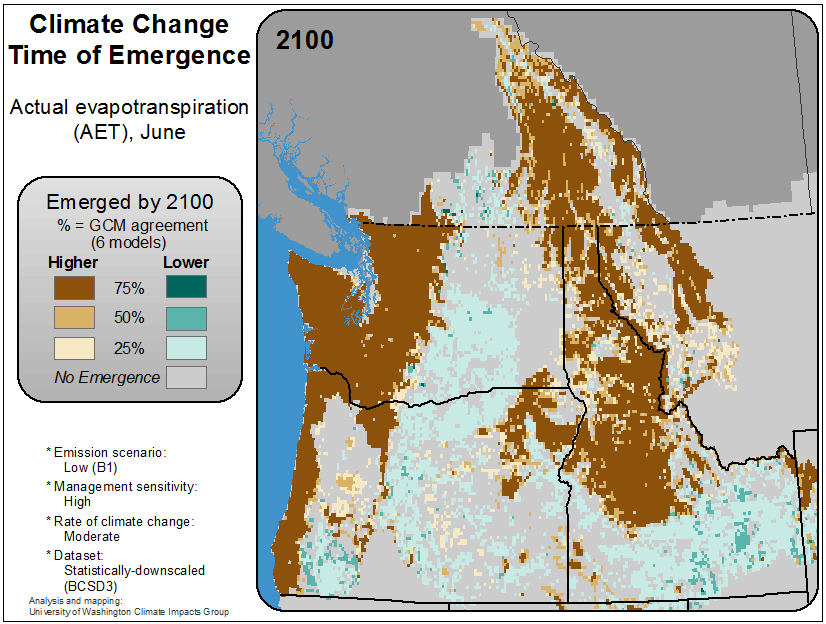 Climate Change
Time of Emergence
Actual evapotranspiration
(AET), June
Emerged by 2100
% = GCM agreement
(6 models)
Higher Lower
75%
50%
25%
No Emergence
* Emission scenario:
Low (B1)
* Management sensitivity:
High
* Rate of climate change:
Moderate
* Dataset:
Statistically-downscaled
(BCSD3)
Analysis and mapping:
University of Washington Climate Impacts Group
2100